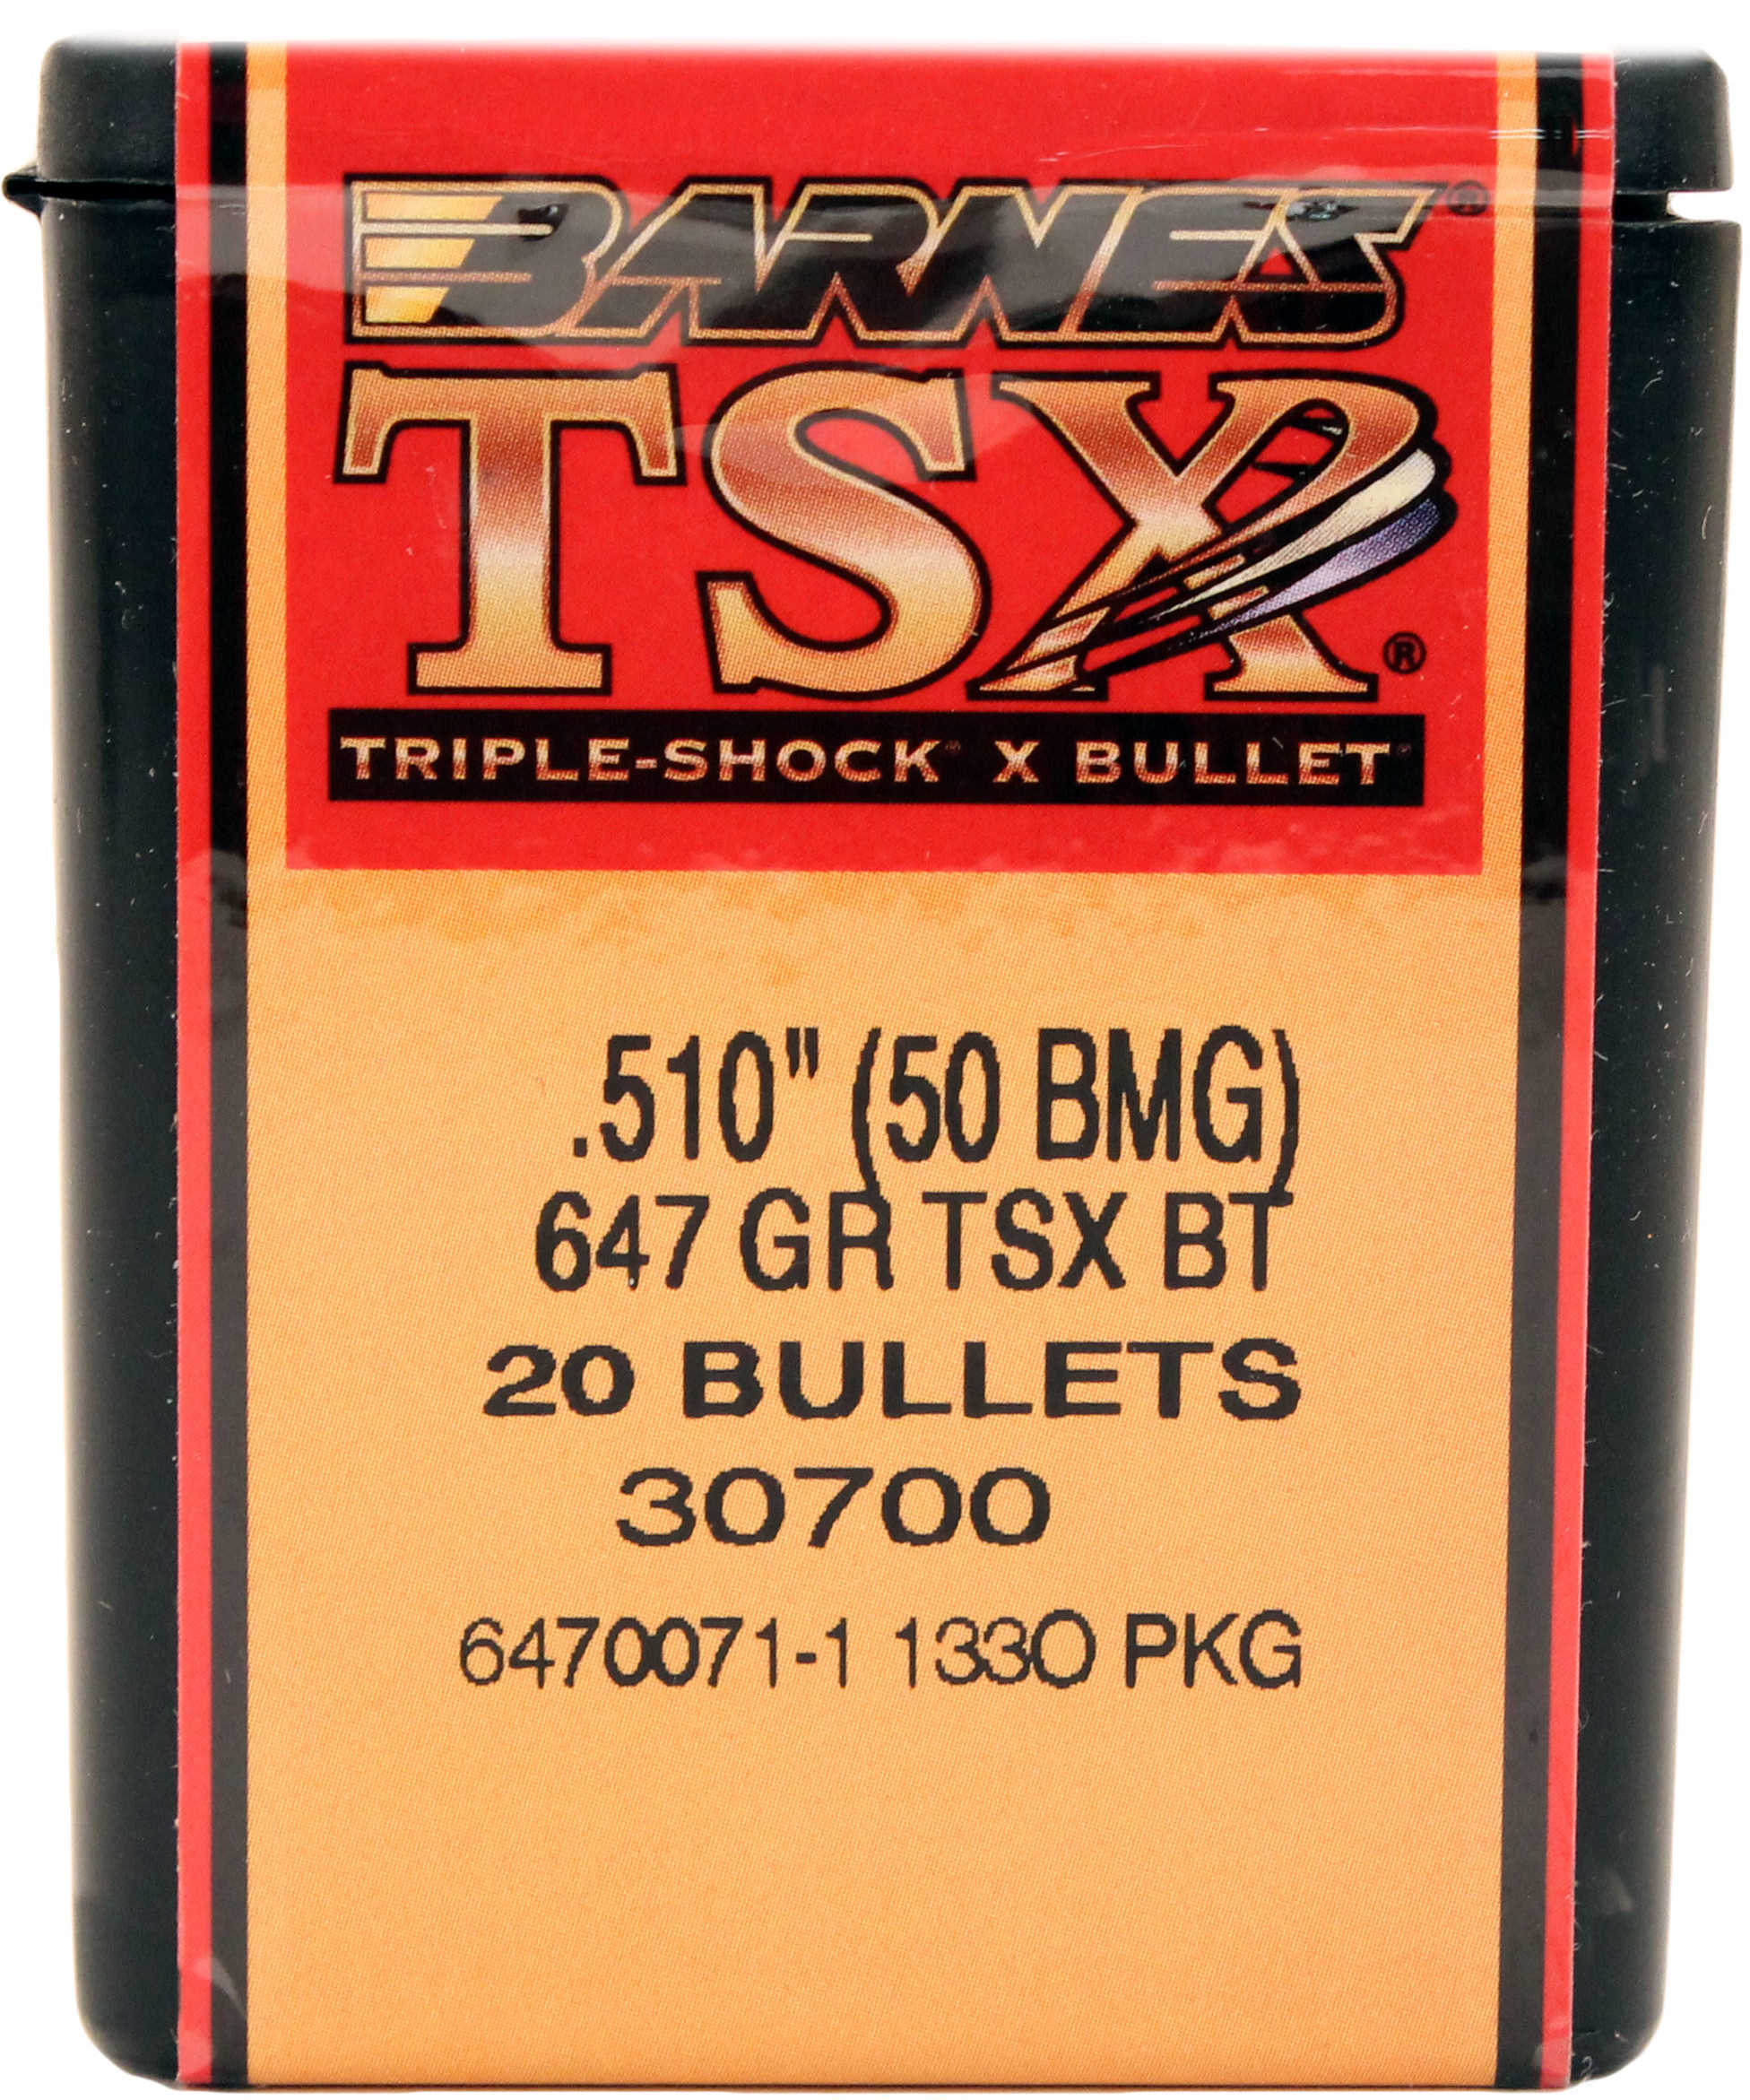 BARNES®
TSX®
TRIPLE-SHOCK® X BULLET®
.510" (50 BMG)
647 GR TSX BT
20 BULLETS
30700
6470071-1 1330 PKG